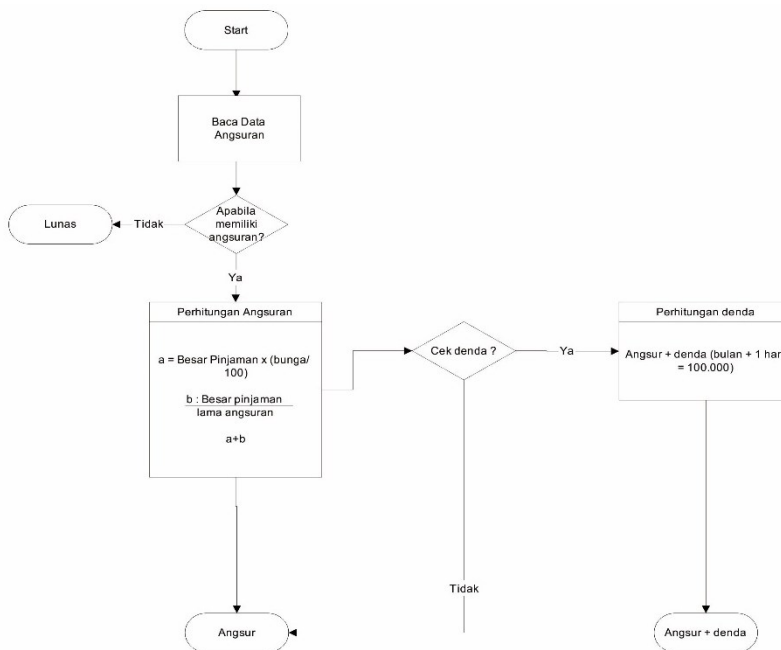 Start
Baca Data
Angsuran
Apabila
memiliki
angsuran?
Tidak
Lunas
Ya
Perhitungan Angsuran
a = Besar Pinjaman x (bunga/
100)
b : Besar pinjaman
lama angsuran
a+b
Cek denda ?
Ya
Perhitungan denda
Angsur + denda (bulan + 1 har
= 100.000)
Tidak
Angsur
Angsur + denda